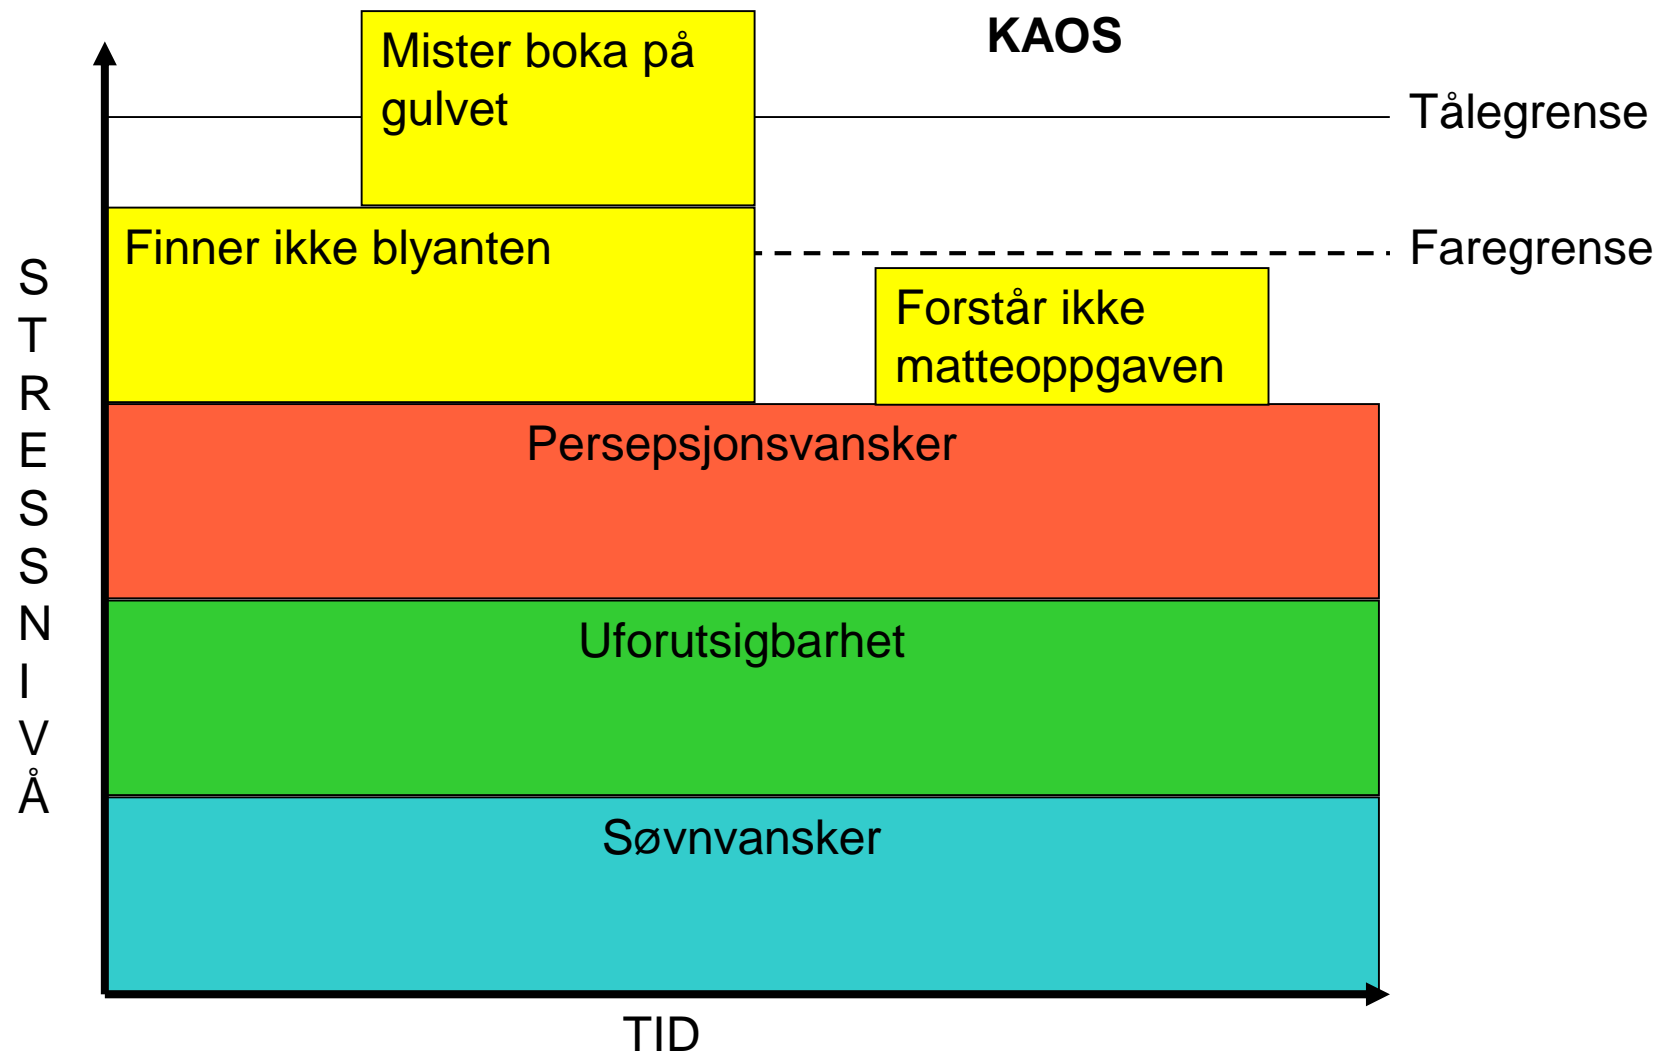 KAOS
Mister boka på
gulvet
Tålegrense
Finner ikke blyanten
Faregrense
Forstår ikke
matteoppgaven
S
T
R
E
S
S
N
I
V
Å
Persepsjonsvansker
Uforutsigbarhet
Søvnvansker
TID